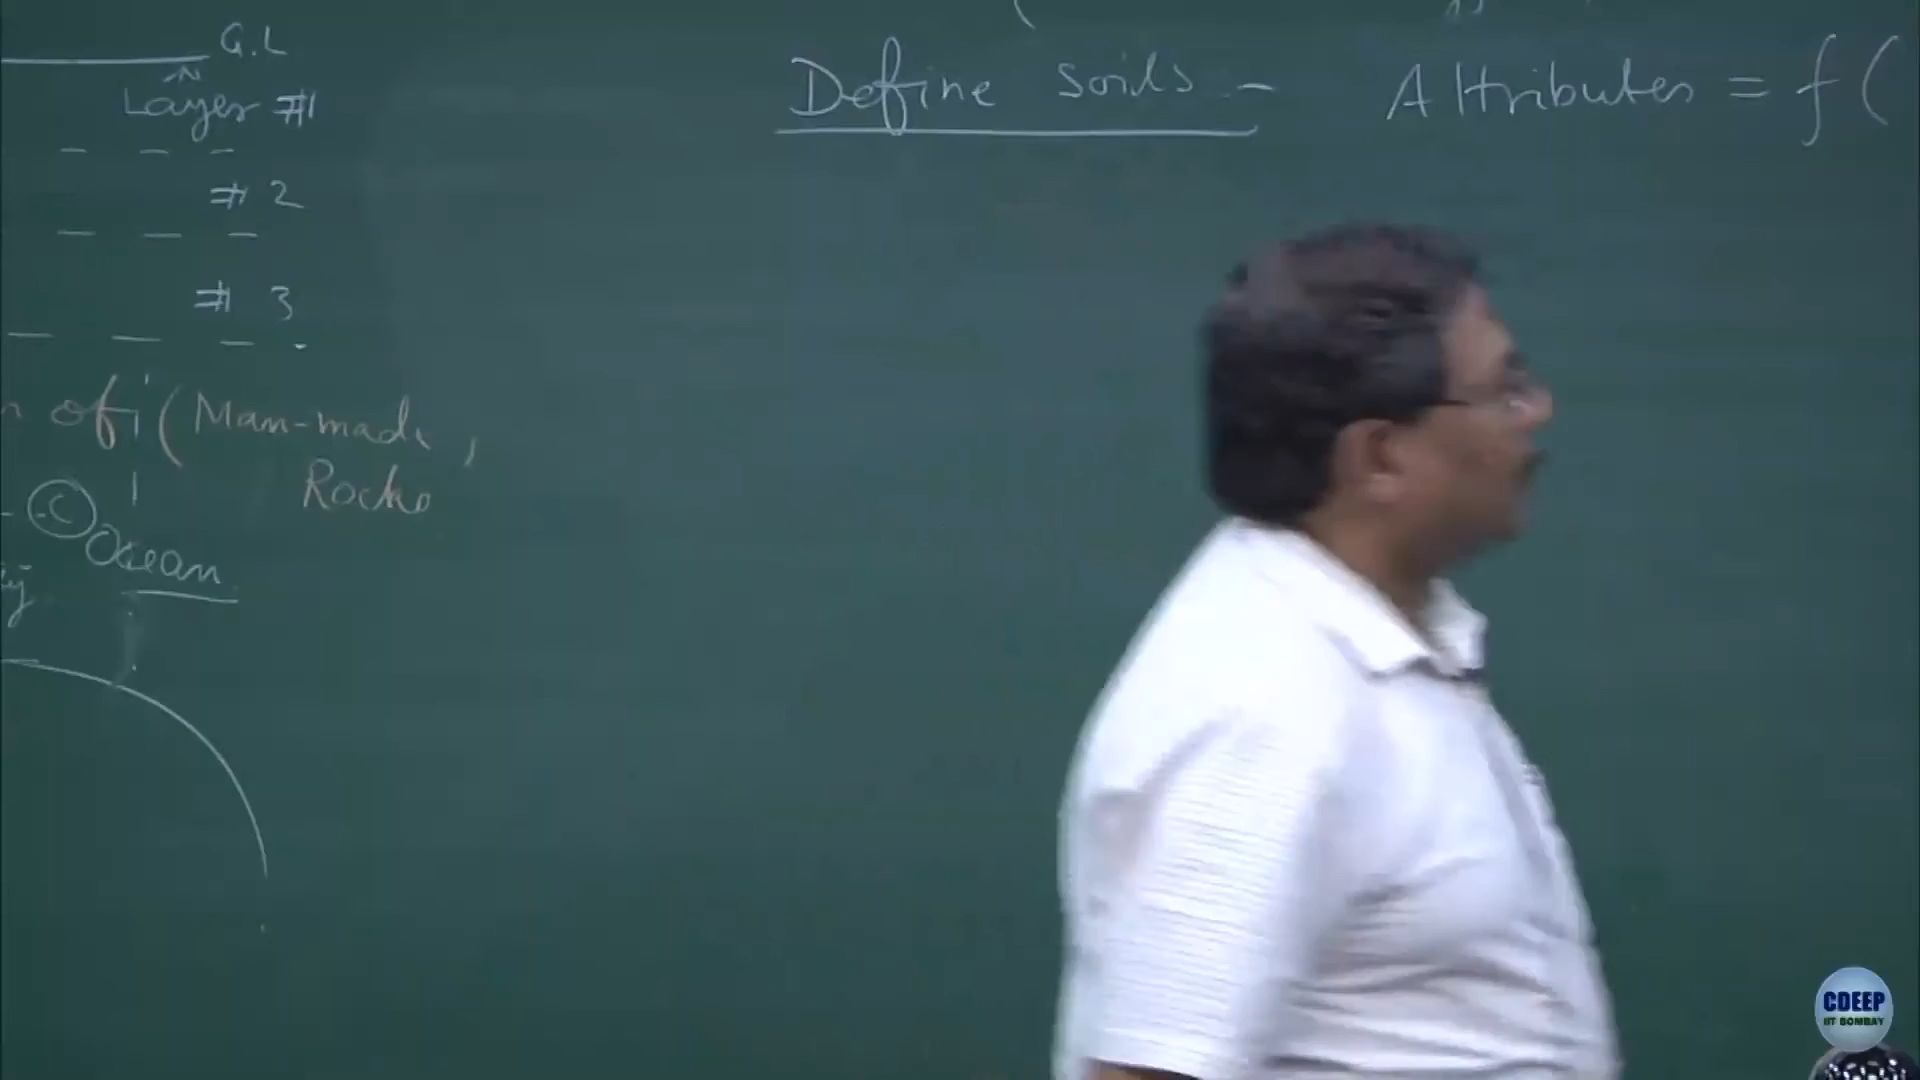 G.L
Layer #1
# 2
# 3
of (Man-made,
Rocks
C
Ocean
Define soils - Attributes = f (
CDEEP
IIT BOMBAY